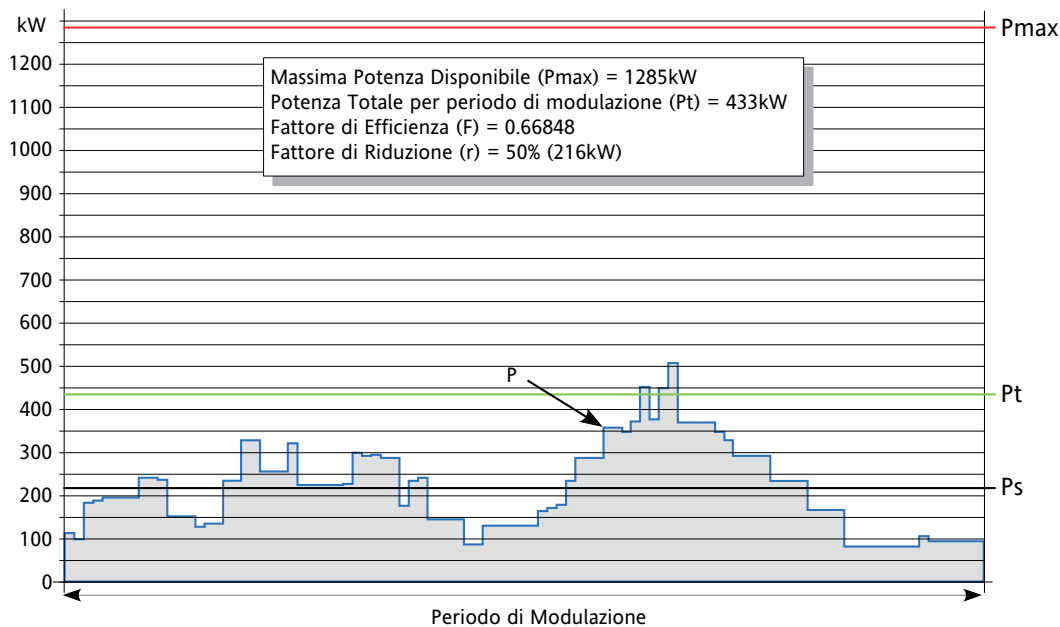 kW
Pmax
1200
Massima Potenza Disponibile (Pmax) = 1285kW
Potenza Totale per periodo di modulazione (Pt) = 433kW
Fattore di Efficienza (F) = 0.66848
Fattore di Riduzione (r) = 50% (216kW)
1100
1000
900
800
700
600
500
P
Pt
400
300
200
Ps
100
0
Periodo di Modulazione